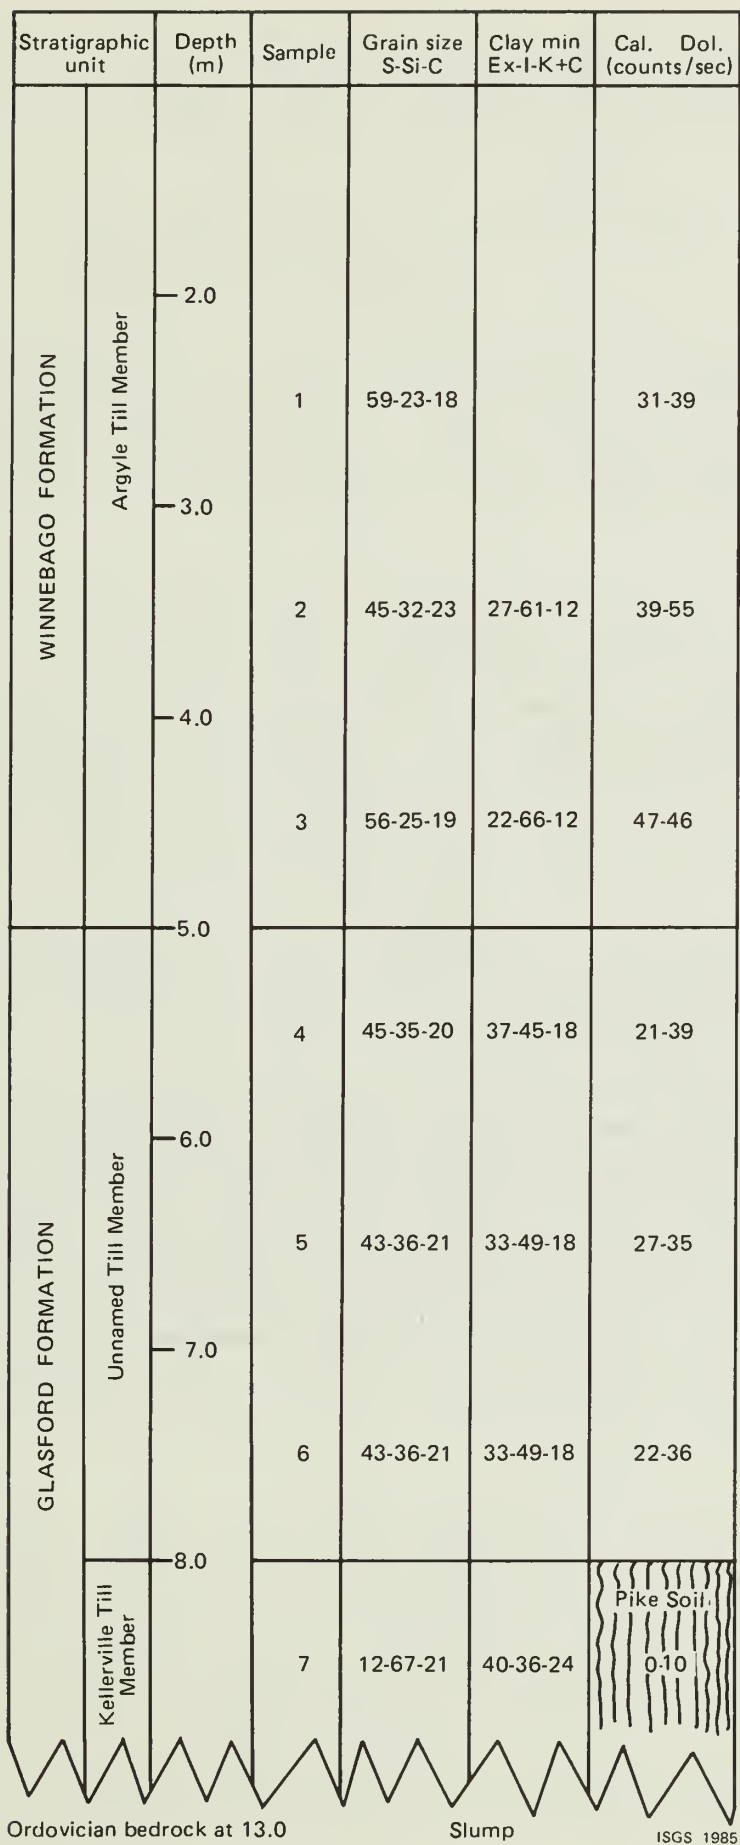 Stratigraphic unit
Depth (m)
Sample
Grain size S-Si-C
Clay min Ex-I-K+C
Cal. Dol. (counts/sec)
WINNEBAGO FORMATION
Argyle Till Member
2.0
1 59-23-18 31-39
3.0
2 45-32-23 27-61-12 39-55
4.0
3 56-25-19 22-66-12 47-46
5.0
GLASFORD FORMATION
Unnamed Till Member
4 45-35-20 37-45-18 21-39
6.0
5 43-36-21 33-49-18 27-35
7.0
6 43-36-21 33-49-18 22-36
8.0
Kellerville Till Member
Pike Soil
7 12-67-21 40-36-24 0-10
Ordovician bedrock at 13.0 Slump
ISGS 1985